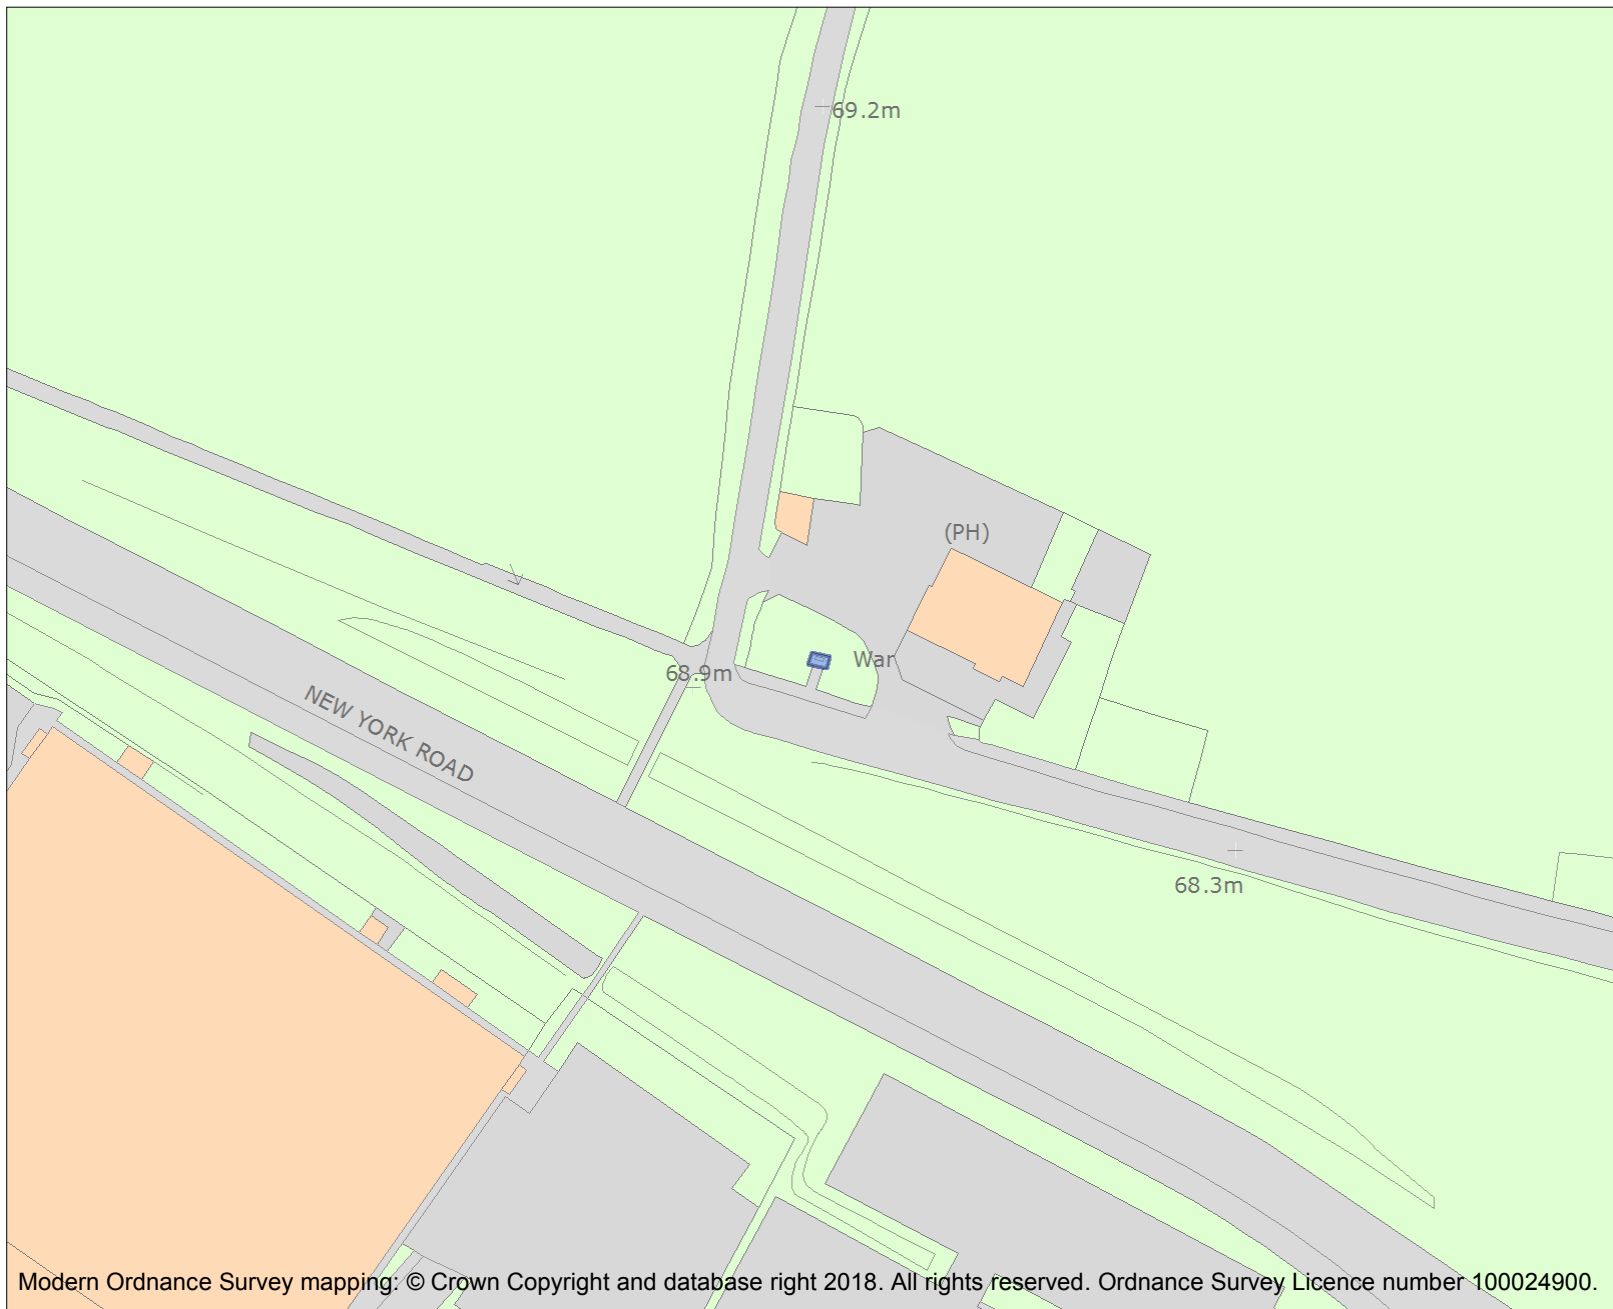 69.2m
(PH)
War
68.9m
NEW YORK ROAD
68.3m
Modern Ordnance Survey mapping: © Crown Copyright and database right 2018. All rights reserved. Ordnance Survey Licence number 100024900.